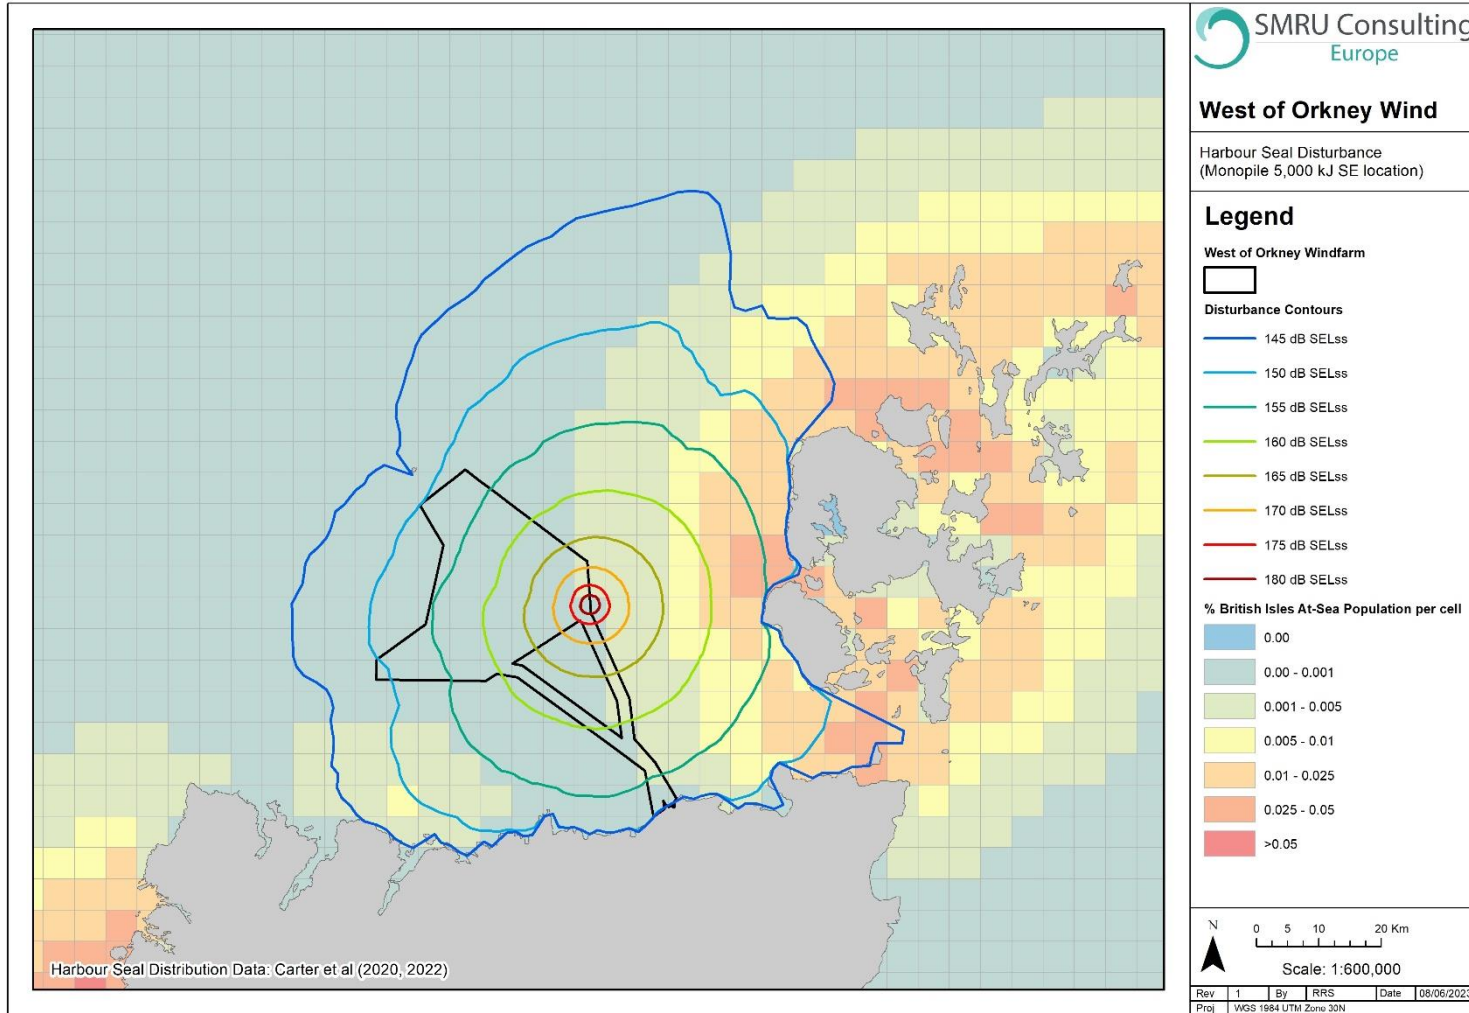 SMRU Consulting
Europe
West of Orkney Wind
Harbour Seal Disturbance
(Monopile 5,000 kJ SE location)
Legend
West of Orkney Windfarm
Disturbance Contours
145 dB SELss
150 dB SELss
155 dB SELss
160 dB SELss
165 dB SELss
170 dB SELss
175 dB SELss
180 dB SELss
% British Isles At-Sea Population per cell
0.00
0.00 - 0.001
0.001 - 0.005
0.005 - 0.01
0.01 - 0.025
0.025 - 0.05
>0.05
N
0 5 10 20 Km
Scale: 1:600,000
Rev 1 By RRS Date 08/06/2023
Proj WGS 1984 UTM Zone 30N
Harbour Seal Distribution Data: Carter et al (2020, 2022)